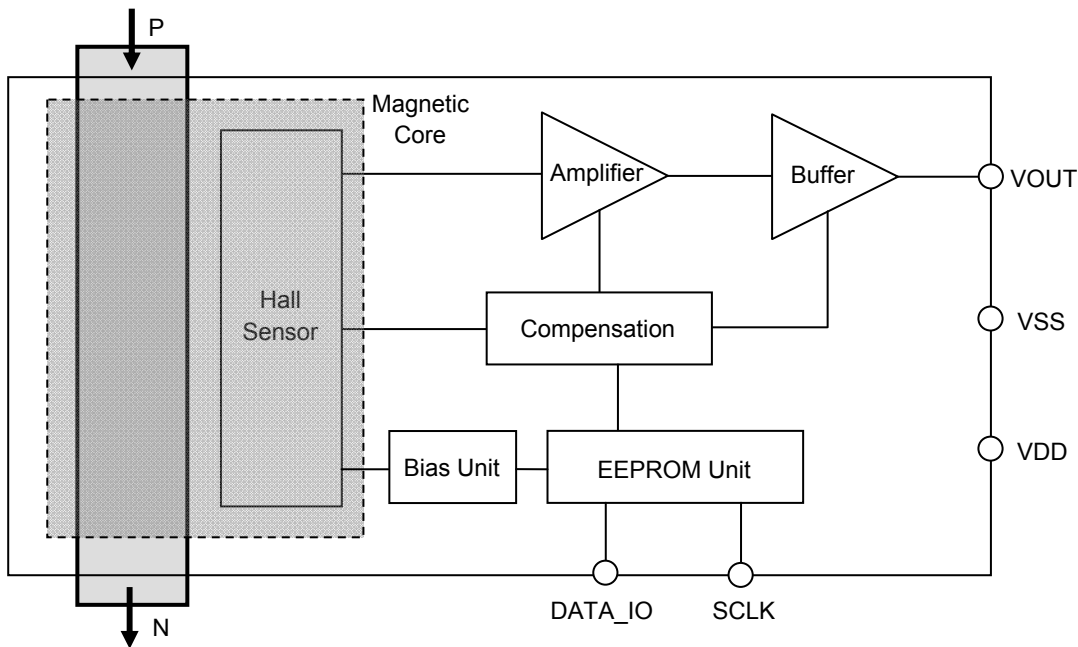 P
Magnetic
Core
Amplifier
Buffer
VOUT
Hall
Sensor
Compensation
VSS
Bias Unit
EEPROM Unit
VDD
DATA_IO
SCLK
N